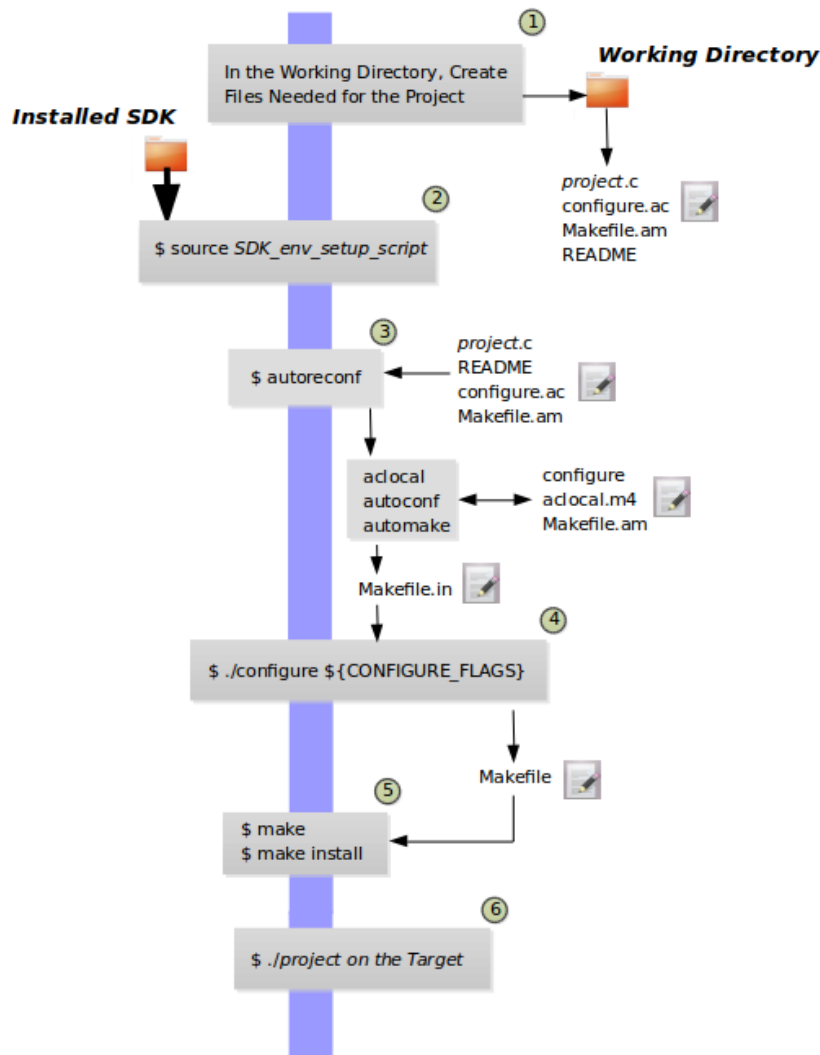 1
In the Working Directory, Create
Files Needed for the Project
Working Directory
Installed SDK
project.c
configure.ac
Makefile.am
README
2
$ source SDK_env_setup_script
3
$ autoreconf
project.c
README
configure.ac
Makefile.am
aclocal
autoconf
automake
configure
aclocal.m4
Makefile.am
Makefile.in
4
$ ./configure ${CONFIGURE_FLAGS}
Makefile
5
$ make
$ make install
6
$ ./project on the Target